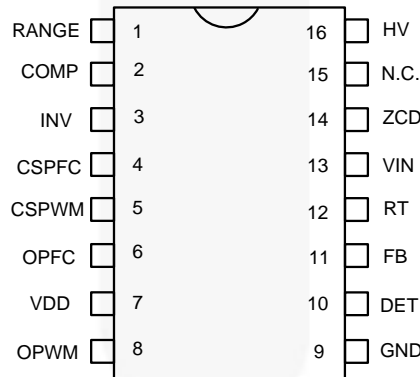 RANGE 1 16 HV
COMP 2 15 N.C.
INV 3 14 ZCD
CSPFC 4 13 VIN
CSPWM 5 12 RT
OPFC 6 11 FB
VDD 7 10 DET
OPWM 8 9 GND